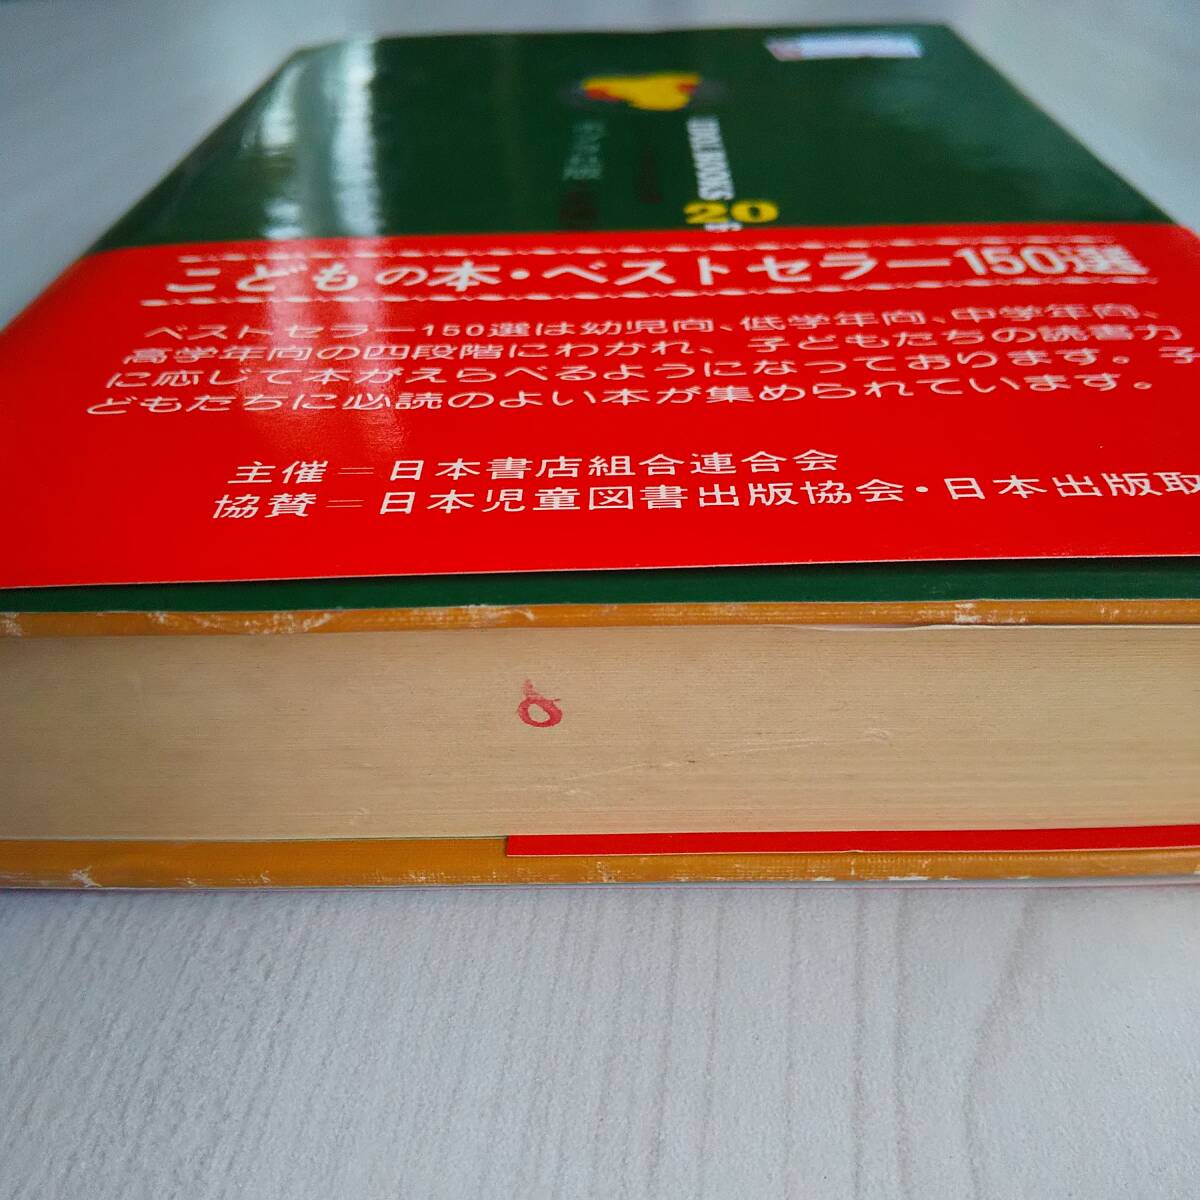 20
こどもの本・ベストセラー150選
ベストセラー150選は幼児向、低学年向、中学年向、
高学年向の四段階にわかれ、子どもたちの読書力
に応じて本がえらべるようになっております。子
どもたちに必読のよい本が集められています。
主催=日本書店組合連合会
協賛=日本児童図書出版協会・日本出版取